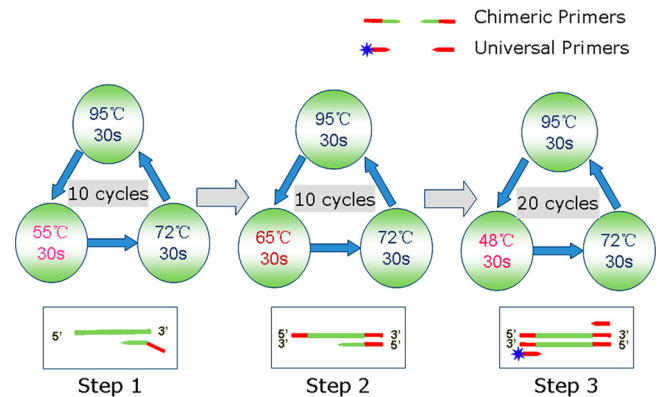 Chimeric Primers
Universal Primers
95℃
30s
10 cycles
55℃
30s
72℃
30s
95℃
30s
10 cycles
65℃
30s
72℃
30s
95℃
30s
20 cycles
48℃
30s
72℃
30s
5’ 3’
5’ 3’
3’ 5’
5’ 3’
3’ 5’
Step 1
Step 2
Step 3